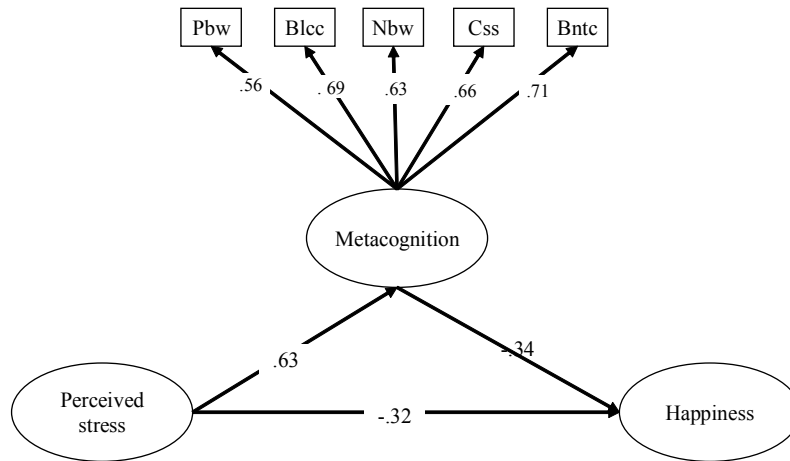 Pbw
Blcc
Nbw
Css
Bntc
.56
. 69
.63
.66
.71
Metacognition
.63
-.34
Perceived
stress
-.32
Happiness